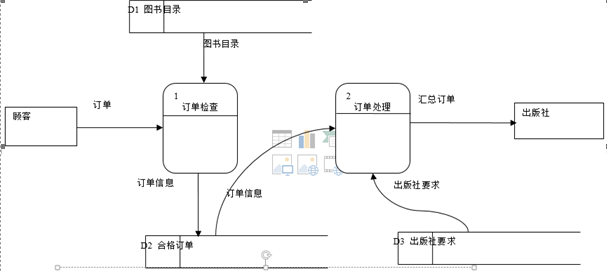 D1 图书目录
图书目录
1
订单检查
2
订单处理
顾客
订单
汇总订单
出版社
订单信息
订单信息
出版社要求
D2 合格订单
D3 出版社要求